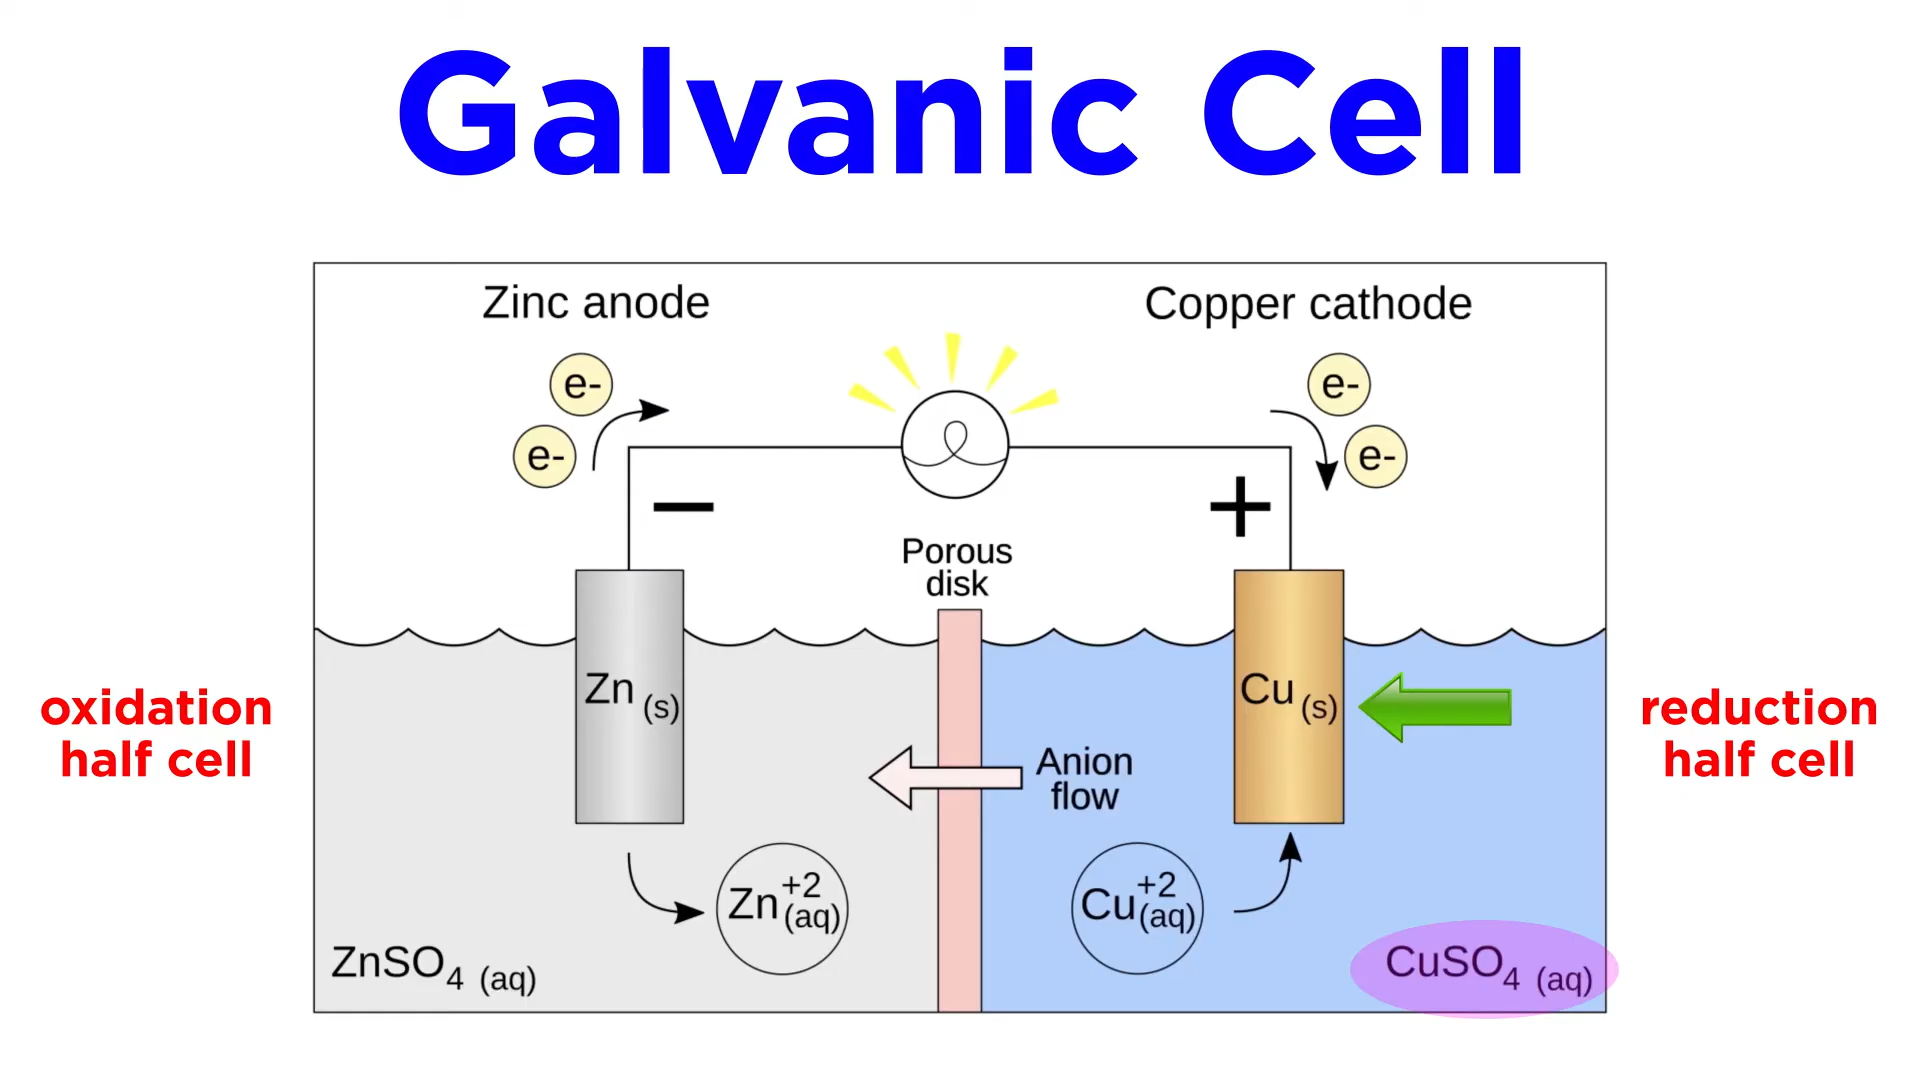 Galvanic Cell
Zinc anode
Copper cathode
e-
e-
e-
e-
−
+
Porous
disk
Zn (s)
Cu (s)
oxidation
half cell
reduction
half cell
Anion
flow
Zn+2(aq)
Cu+2(aq)
ZnSO4 (aq)
CuSO4 (aq)